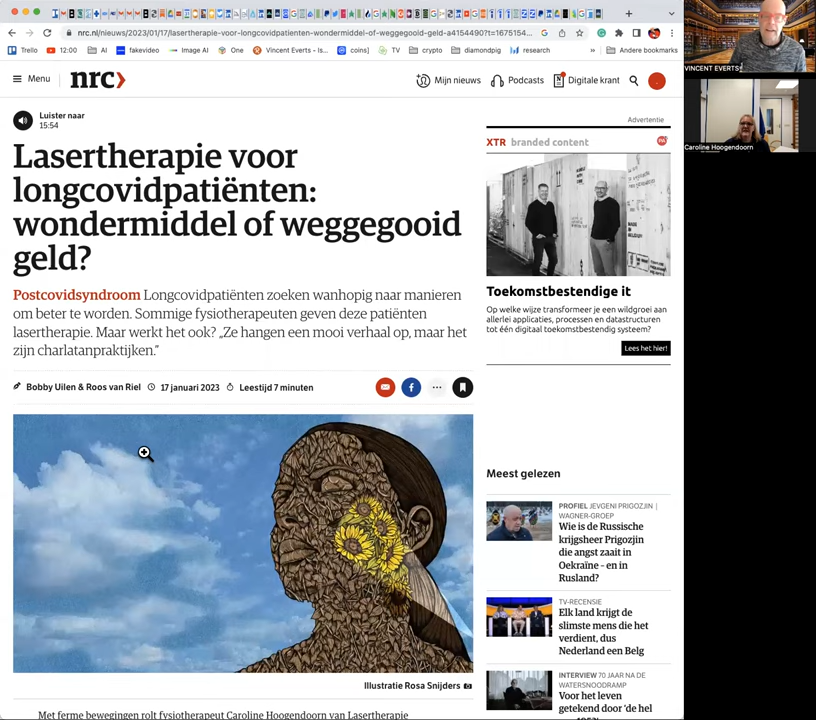 nrc.nl/nieuws/2023/01/17/lasertherapie-voor-longcovidpatienten-wondermiddel-of-weggegooid-geld-a4154490?t=1675154...
Trello
12:00
AI
fakevideo
Image AI
One
Vincent Everts - Is...
coins]
TV
crypto
diamondpig
research
»
Andere bookmarks
VINCENT EVERTS
Caroline Hoogendoorn
Menu
nrc>
Mijn nieuws
Podcasts
Digitale krant
Luister naar
15:54
Lasertherapie voor
longcovidpatiënten:
wondermiddel of weggegooid
geld?
Postcovidsyndroom Longcovidpatiënten zoeken wanhopig naar manieren
om beter te worden. Sommige fysiotherapeuten geven deze patiënten
lasertherapie. Maar werkt het ook? „Ze hangen een mooi verhaal op, maar het
zijn charlatanpraktijken.”
Bobby Uilen & Roos van Riel
17 januari 2023
Leestijd 7 minuten
Illustratie Rosa Snijders
Met ferme bewegingen rolt fysiotherapeut Caroline Hoogendoorn van Lasertherapie
Advertentie
XTR branded content
Toekomstbestendige it
Op welke wijze transformeer je een wildgroei aan
allerlei applicaties, processen en datastructuren
tot één digitaal toekomstbestendig systeem?
Lees het hier!
Meest gelezen
PROFIEL JEVGENI PRIGOZJIN |
WAGNER-GROEP
Wie is de Russische
krijgsheer Prigozjin
die angst zaait in
Oekraïne – en in
Rusland?
TV-RECENSIE
Elk land krijgt de
slimste mens die het
verdient, dus
Nederland een Belg
INTERVIEW 70 JAAR NA DE
WATERSNOODRAMP
Voor het leven
getekend door ‘de hel